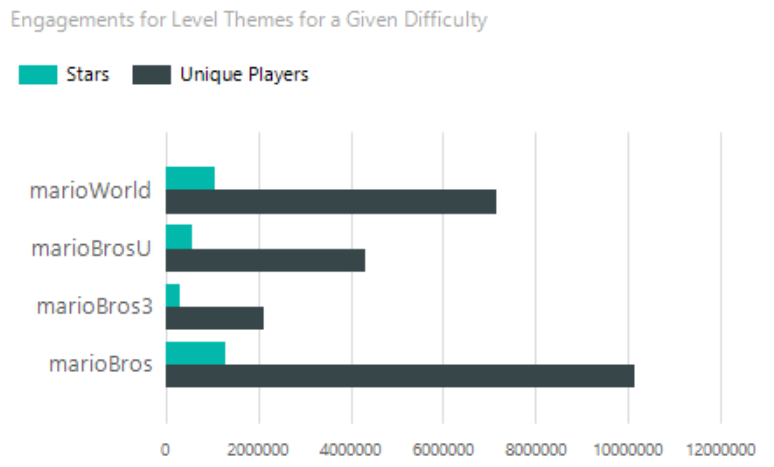 Engagements for Level Themes for a Given Difficulty
Stars Unique Players
marioWorld
marioBrosU
marioBros3
marioBros
0 2000000 4000000 6000000 8000000 10000000 12000000